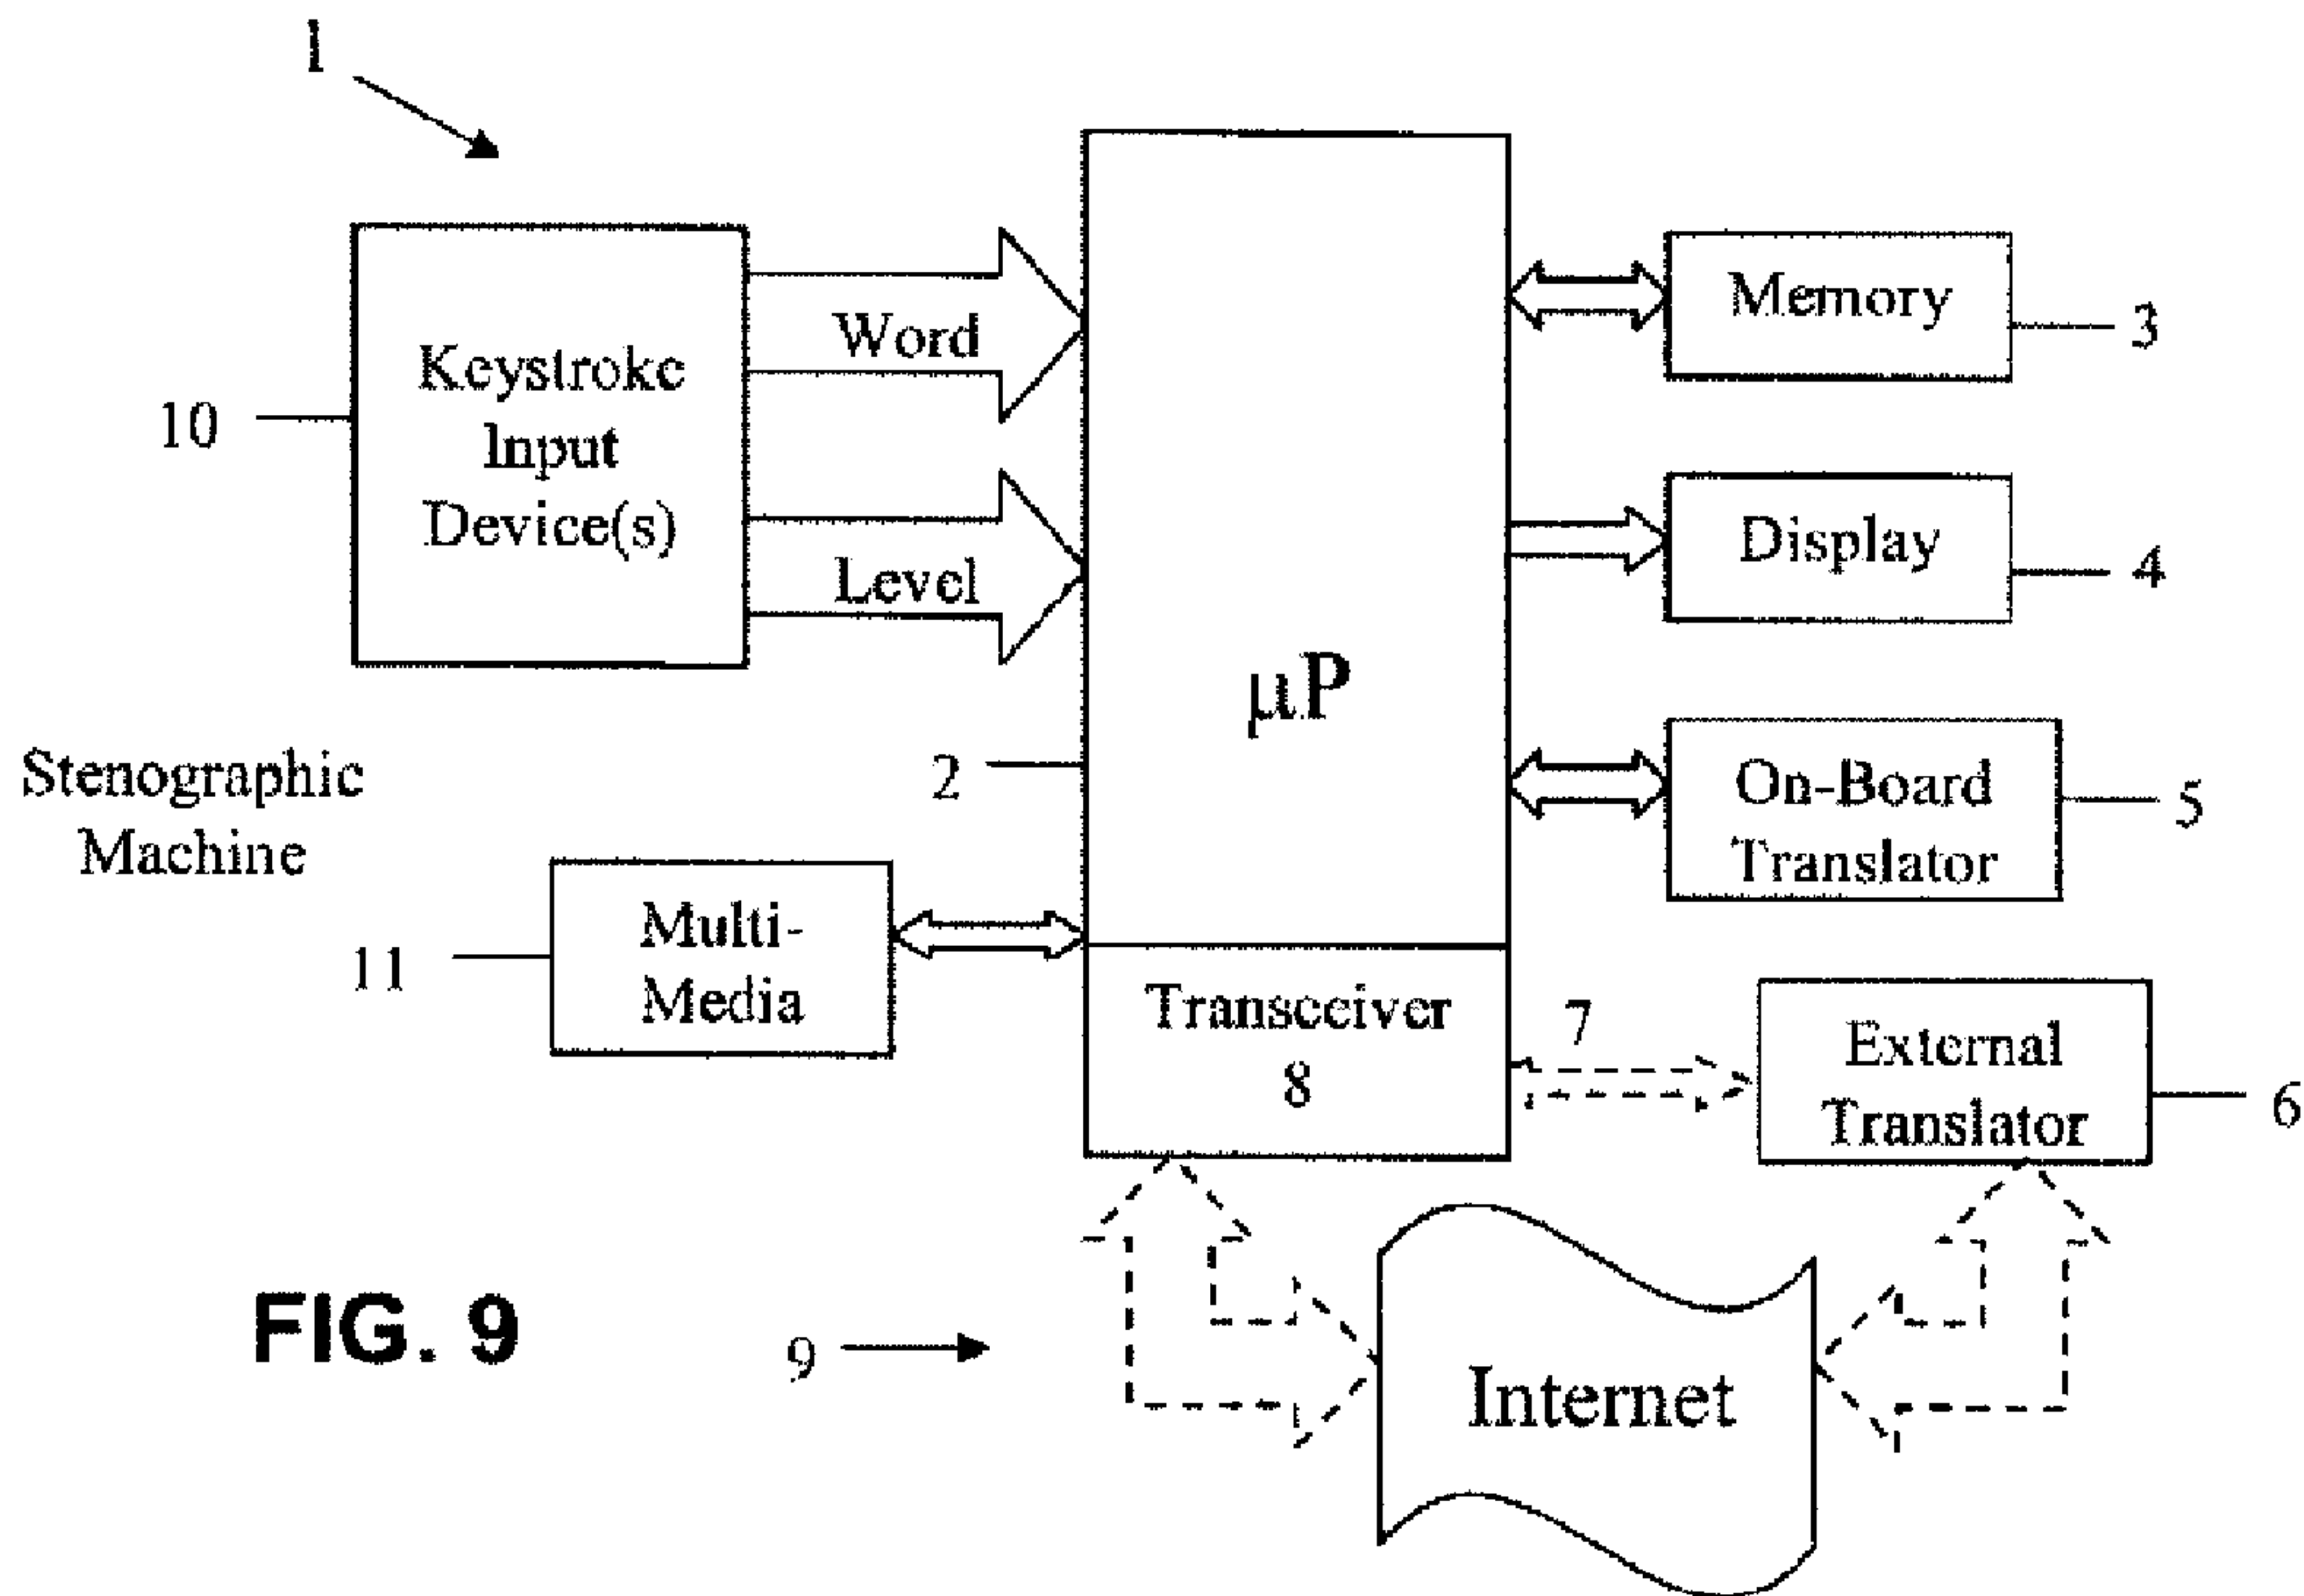 1
Keystroke
Input
Device(s)
10
Word
Level
μP
2
Memory
3
Display
4
On-Board
Translator
5
Stenographic
Machine
Multi-
Media
11
Transceiver
8
7
External
Translator
6
Internet
9
FIG. 9